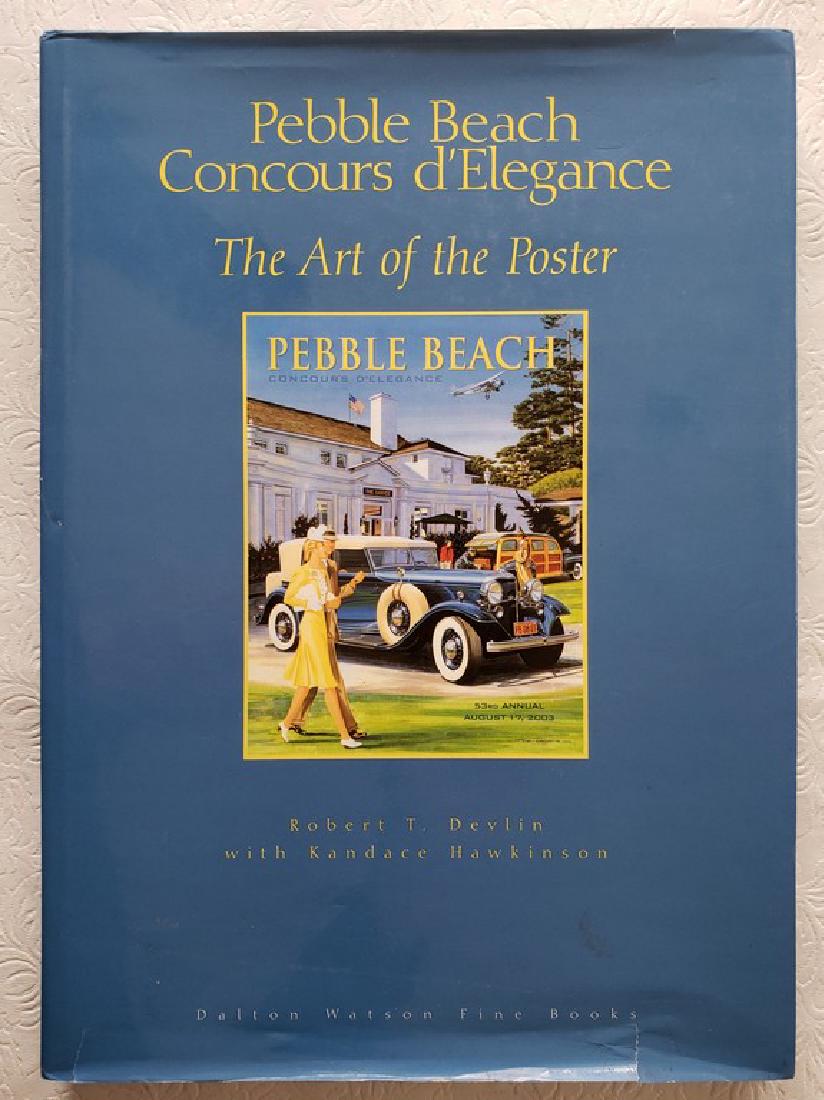 Pebble Beach
Concours d'Elegance
The Art of the Poster
PEBBLE BEACH
CONCOURS D'ELEGANCE
53RD ANNUAL
AUGUST 17, 2003
Robert T. Devlin
with Kandace Hawkinson
Dalton Watson Fine Books